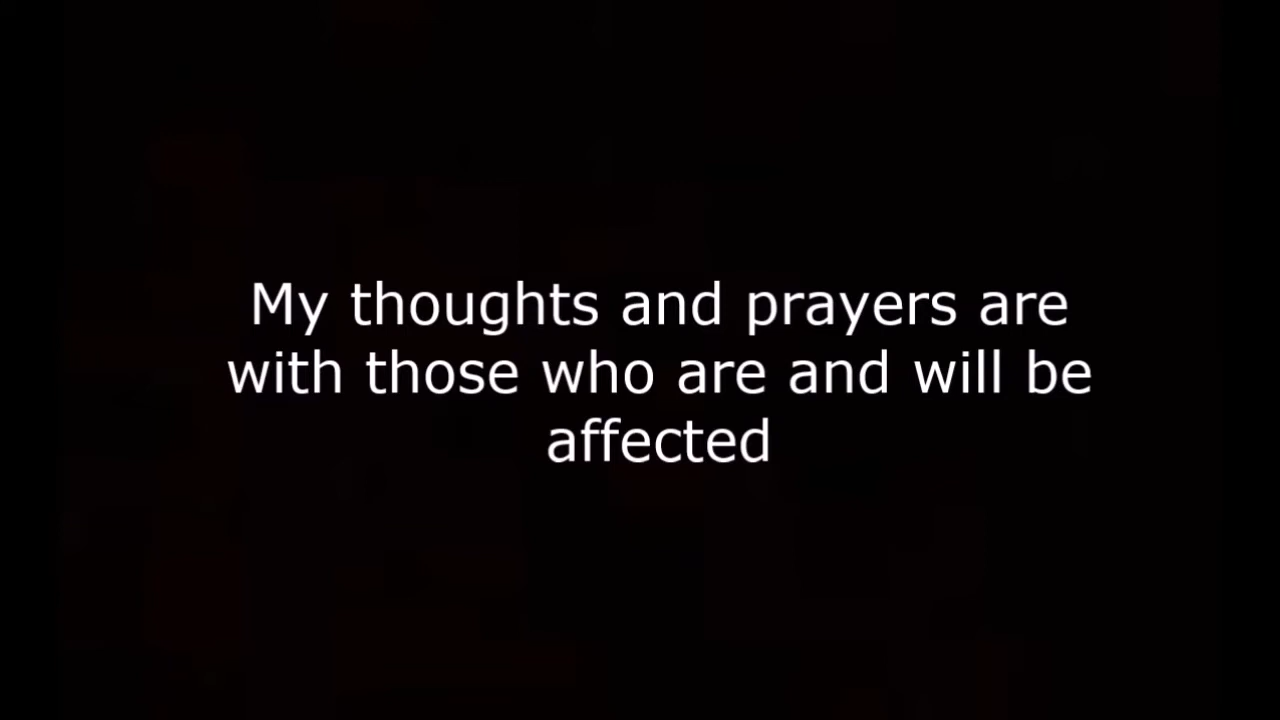 My thoughts and prayers are
with those who are and will be
affected